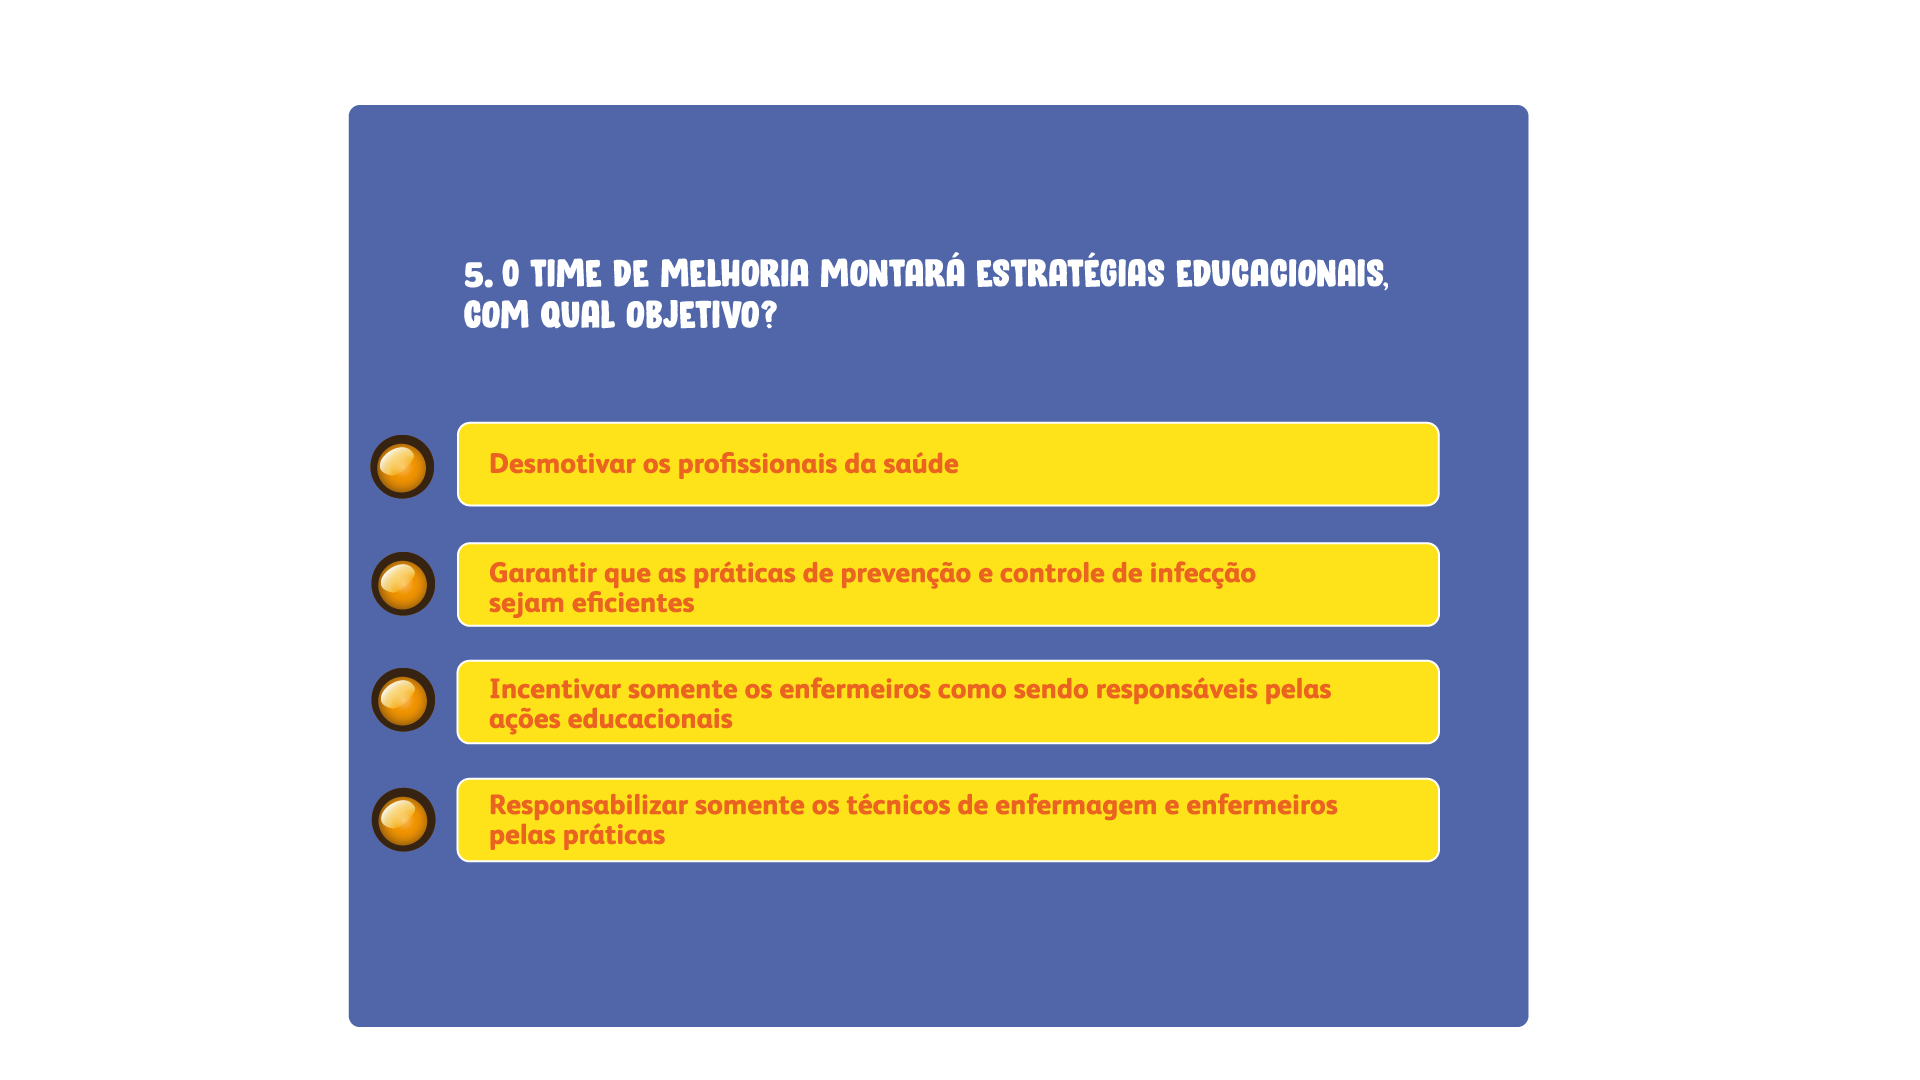 5. O TIME DE MELHORIA MONTARÁ ESTRATÉGIAS EDUCACIONAIS,
COM QUAL OBJETIVO?
Desmotivar os profissionais da saúde
Garantir que as práticas de prevenção e controle de infecção
sejam eficientes
Incentivar somente os enfermeiros como sendo responsáveis pelas
ações educacionais
Responsabilizar somente os técnicos de enfermagem e enfermeiros
pelas práticas